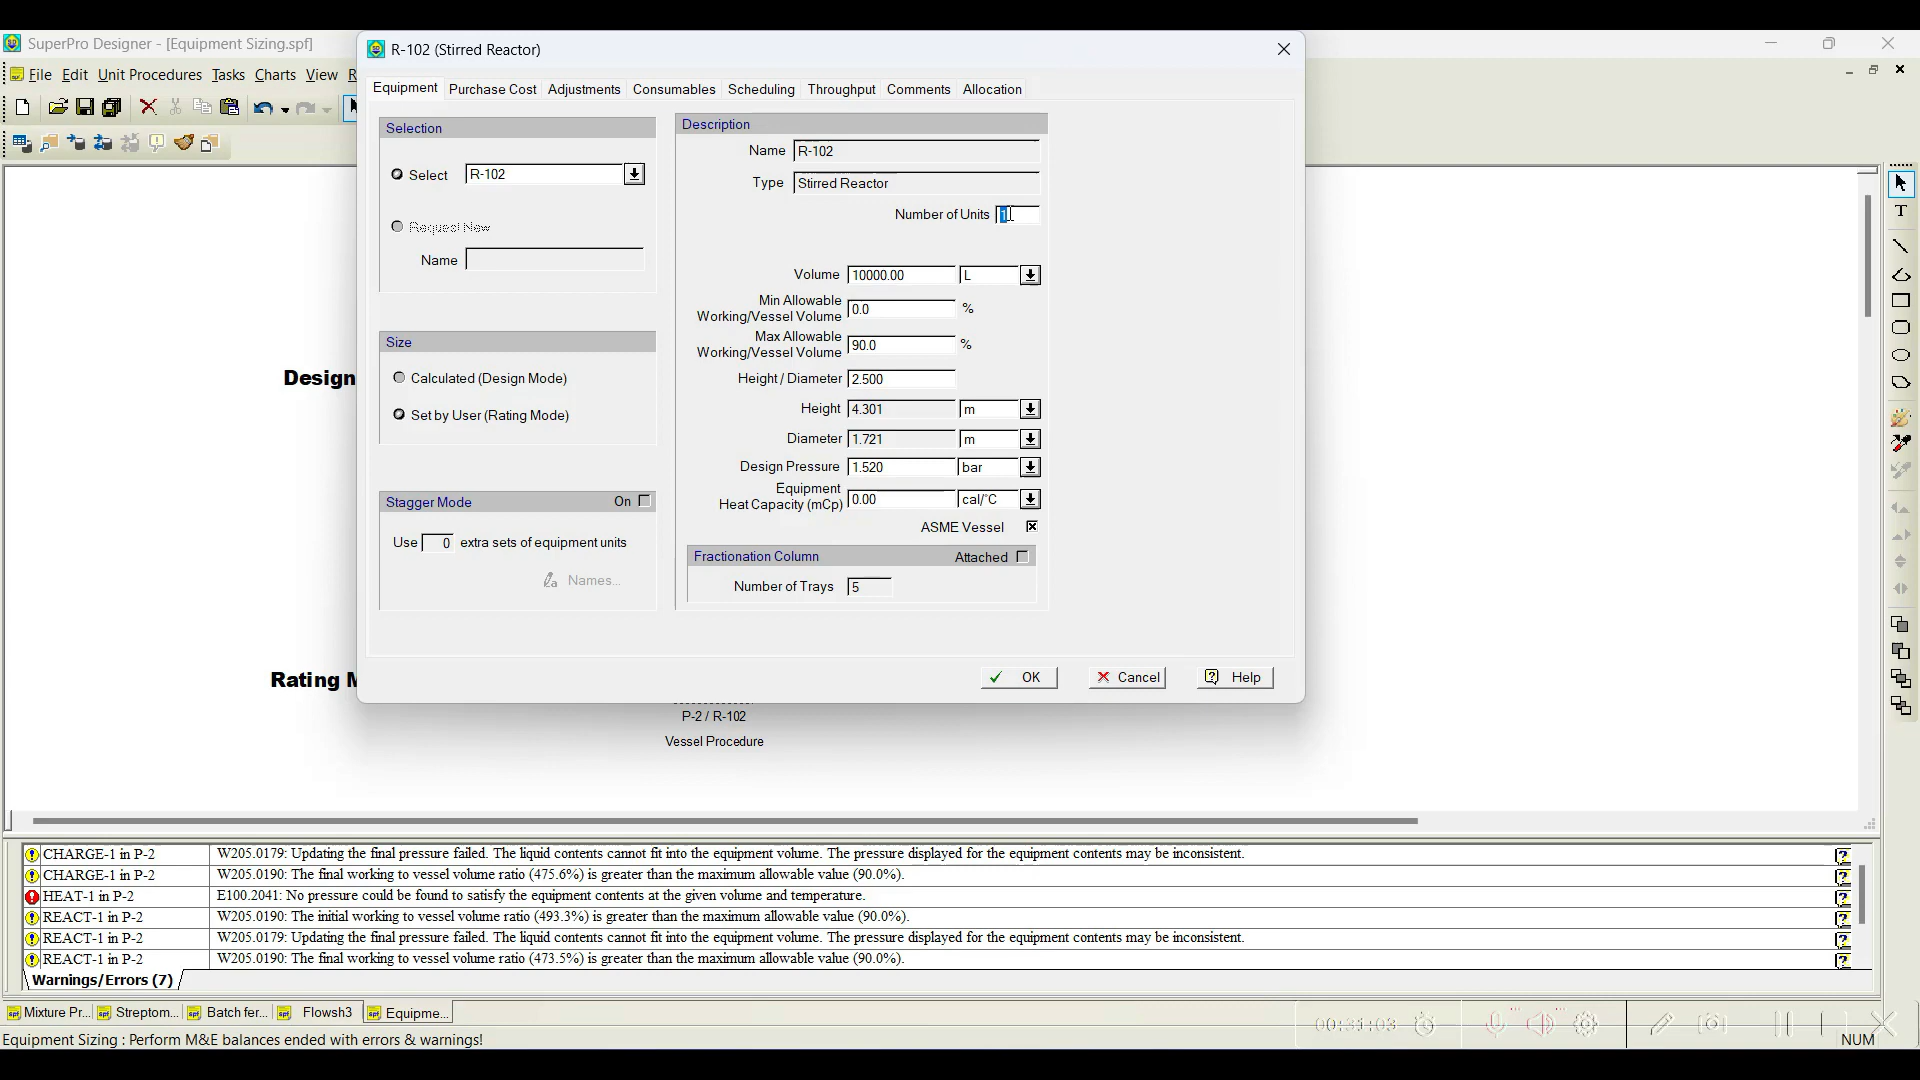 SuperPro Designer - [Equipment Sizing.spf]
R-102 (Stirred Reactor)
File Edit Unit Procedures Tasks Charts View R
Equipment Purchase Cost Adjustments Consumables Scheduling Throughput Comments Allocation
Selection
Select R-102
Request New
Name
Size
Calculated (Design Mode)
Set by User (Rating Mode)
Stagger Mode On
Use 0 extra sets of equipment units
Names...
Description
Name R-102
Type Stirred Reactor
Number of Units 1
Volume 10000.00 L
Min Allowable
Working/Vessel Volume 0.0 %
Max Allowable
Working/Vessel Volume 90.0 %
Height / Diameter 2.500
Height 4.301 m
Diameter 1.721 m
Design Pressure 1.520 bar
Equipment
Heat Capacity (mCp) 0.00 cal/°C
ASME Vessel
Fractionation Column Attached
Number of Trays 5
OK Cancel Help
T
Design
Rating M
P-2 / R-102
Vessel Procedure
CHARGE-1 in P-2 W205.0179: Updating the final pressure failed. The liquid contents cannot fit into the equipment volume. The pressure displayed for the equipment contents may be inconsistent.
CHARGE-1 in P-2 W205.0190: The final working to vessel volume ratio (475.6%) is greater than the maximum allowable value (90.0%).
HEAT-1 in P-2 E100.2041: No pressure could be found to satisfy the equipment contents at the given volume and temperature.
REACT-1 in P-2 W205.0190: The initial working to vessel volume ratio (493.3%) is greater than the maximum allowable value (90.0%).
REACT-1 in P-2 W205.0179: Updating the final pressure failed. The liquid contents cannot fit into the equipment volume. The pressure displayed for the equipment contents may be inconsistent.
REACT-1 in P-2 W205.0190: The final working to vessel volume ratio (473.5%) is greater than the maximum allowable value (90.0%).
Warnings/Errors (7)
Mixture Pr... Streptom... Batch fer... Flowsh3 Equipme...
00:31:03
Equipment Sizing : Perform M&E balances ended with errors & warnings!
NUM